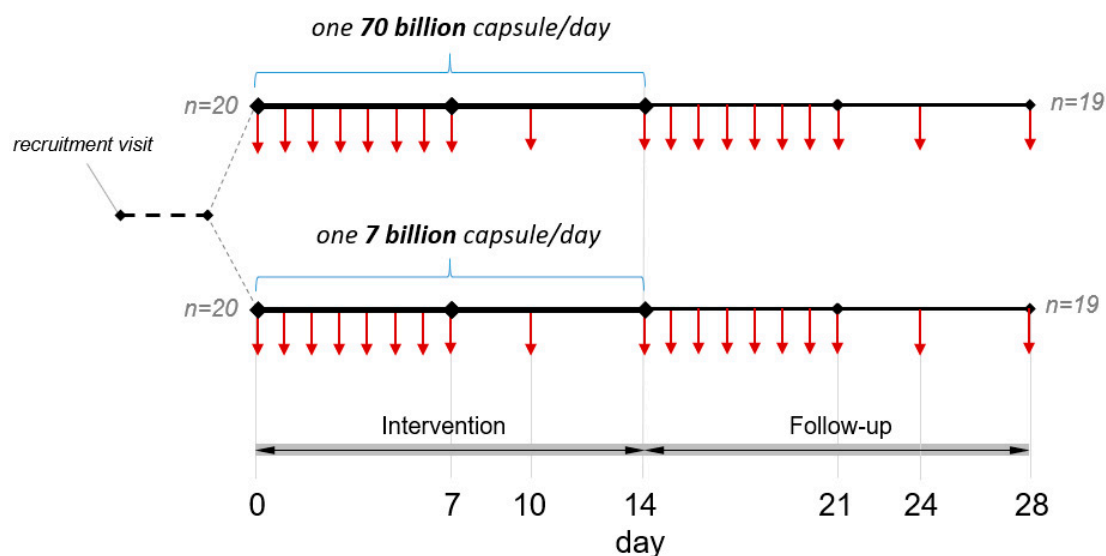 one 70 billion capsule/day
n=20
n=19
recruitment visit
one 7 billion capsule/day
n=20
n=19
Intervention
Follow-up
0 7 10 14 21 24 28
day